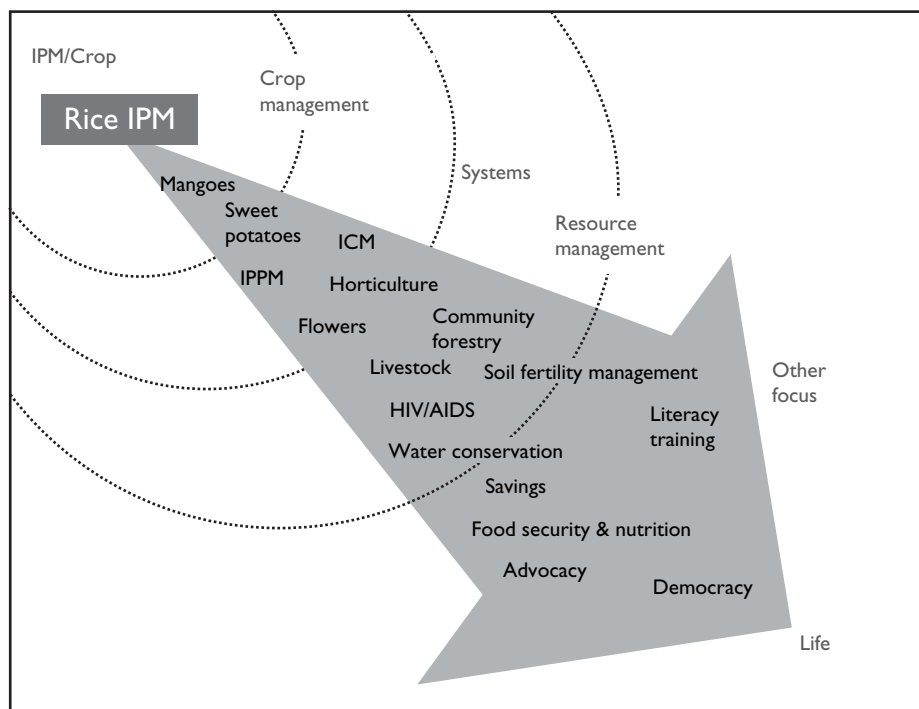 IPM/Crop
Crop
management
Rice IPM
Systems
Mangoes
Sweet
potatoes
ICM
Resource
management
IPPM
Horticulture
Flowers
Community
forestry
Livestock
Soil fertility management
Other
focus
HIV/AIDS
Literacy
training
Water conservation
Savings
Food security & nutrition
Advocacy
Democracy
Life